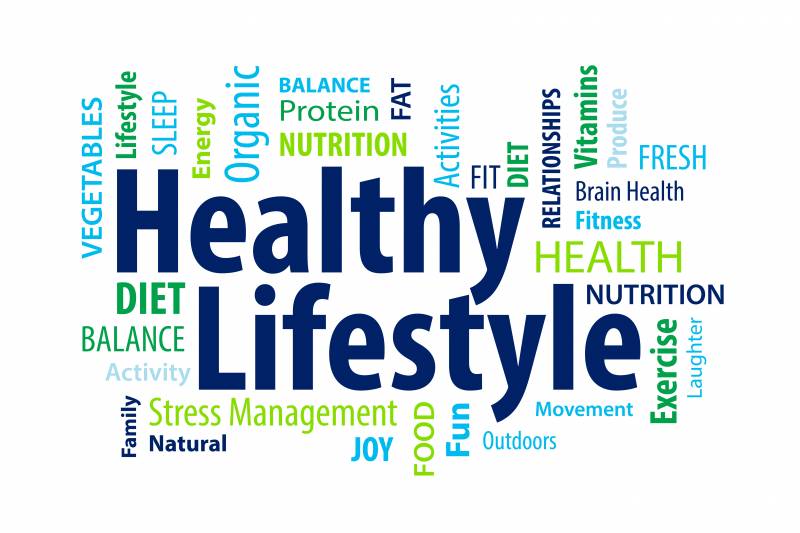 VEGETABLES
Lifestyle
SLEEP
Energy
Organic
BALANCE
Protein
NUTRITION
FAT
Activities
FIT
DIET
RELATIONSHIPS
Vitamins
Produce
FRESH
Brain Health
Fitness
HEALTH
Healthy
Lifestyle
NUTRITION
DIET
BALANCE
Activity
Family
Stress Management
Natural
JOY
FOOD
Fun
Outdoors
Movement
Exercise
Laughter